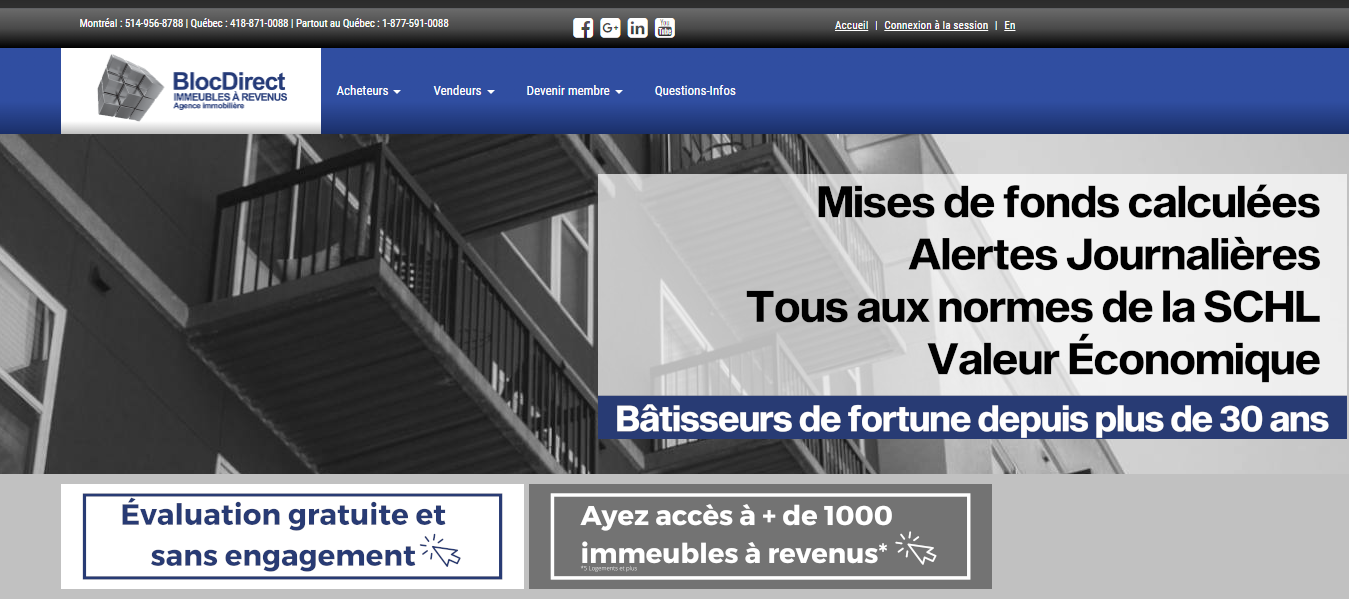 Montréal : 514-956-8788 | Québec : 418-871-0088 | Partout au Québec : 1-877-591-0088
G+ in You Tube
Accueil | Connexion à la session | En
BlocDirect
IMMEUBLES À REVENUS
Agence immobilière
Acheteurs Vendeurs Devenir membre Questions-Infos
Mises de fonds calculées
Alertes Journalières
Tous aux normes de la SCHL
Valeur Économique
Bâtisseurs de fortune depuis plus de 30 ans
Évaluation gratuite et
sans engagement
Ayez accès à + de 1000
immeubles à revenus*
*5 Logements et plus